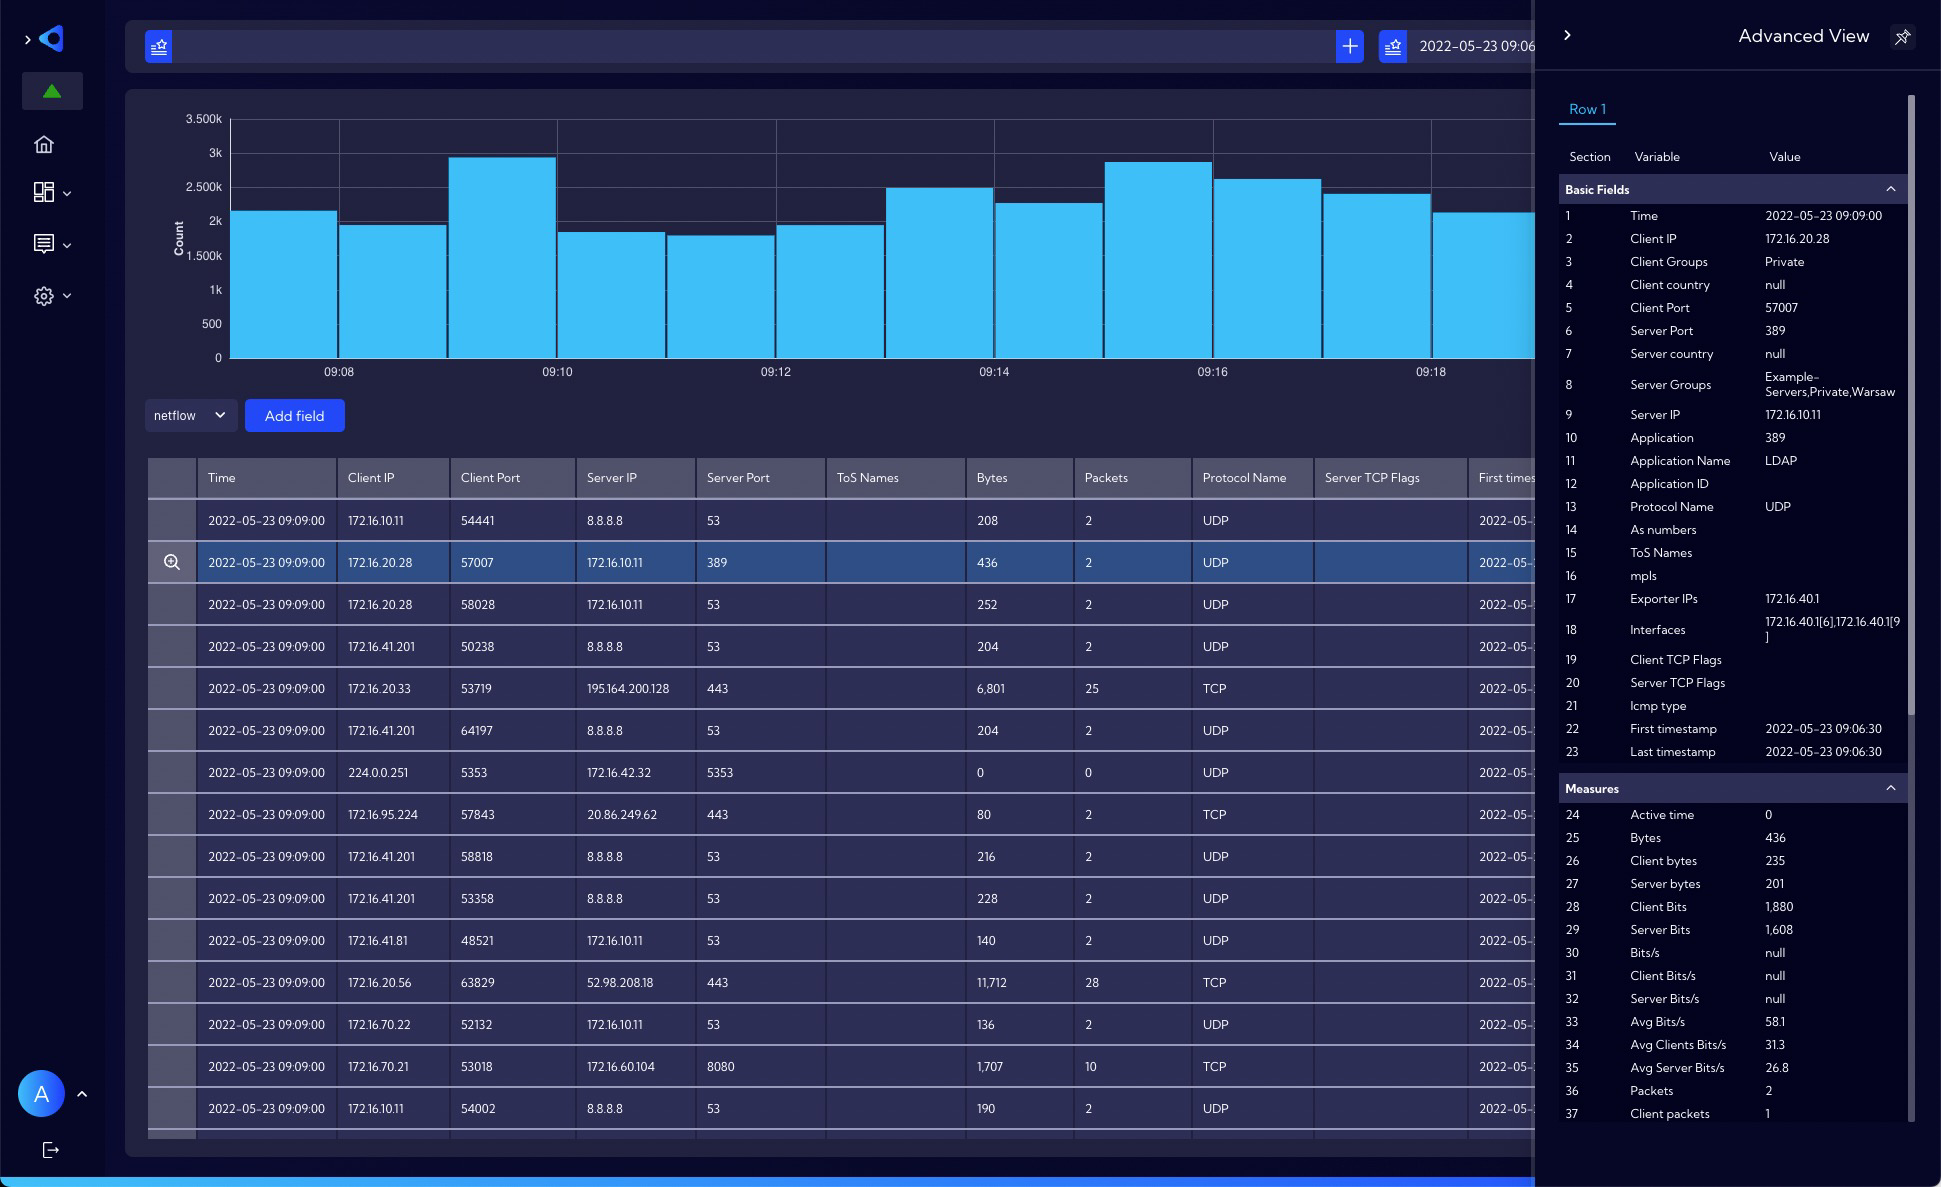 2022-05-23 09:06
Advanced View
3.500k
3k
2.500k
2k
1.500k
1k
500
0
Count
09:08 09:10 09:12 09:14 09:16 09:18
netflow Add field
Time Client IP Client Port Server IP Server Port ToS Names Bytes Packets Protocol Name Server TCP Flags First times
2022-05-23 09:09:00 172.16.10.11 54441 8.8.8.8 53 208 2 UDP 2022-05-
2022-05-23 09:09:00 172.16.20.28 57007 172.16.10.11 389 436 2 UDP 2022-05-
2022-05-23 09:09:00 172.16.20.28 58028 172.16.10.11 53 252 2 UDP 2022-05-
2022-05-23 09:09:00 172.16.41.201 50238 8.8.8.8 53 204 2 UDP 2022-05-
2022-05-23 09:09:00 172.16.20.33 53719 195.164.200.128 443 6,801 25 TCP 2022-05-
2022-05-23 09:09:00 172.16.41.201 64197 8.8.8.8 53 204 2 UDP 2022-05-
2022-05-23 09:09:00 224.0.0.251 5353 172.16.42.32 5353 0 0 UDP 2022-05-
2022-05-23 09:09:00 172.16.95.224 57843 20.86.249.62 443 80 2 TCP 2022-05-
2022-05-23 09:09:00 172.16.41.201 58818 8.8.8.8 53 216 2 UDP 2022-05-
2022-05-23 09:09:00 172.16.41.201 53358 8.8.8.8 53 228 2 UDP 2022-05-
2022-05-23 09:09:00 172.16.41.81 48521 172.16.10.11 53 140 2 UDP 2022-05-
2022-05-23 09:09:00 172.16.20.56 63829 52.98.208.18 443 11,712 28 TCP 2022-05-
2022-05-23 09:09:00 172.16.70.22 52132 172.16.10.11 53 136 2 UDP 2022-05-
2022-05-23 09:09:00 172.16.70.21 53018 172.16.60.104 8080 1,707 10 TCP 2022-05-
2022-05-23 09:09:00 172.16.10.11 54002 8.8.8.8 53 190 2 UDP 2022-05-
A
Row 1
Section Variable Value
Basic Fields
1 Time 2022-05-23 09:09:00
2 Client IP 172.16.20.28
3 Client Groups Private
4 Client country null
5 Client Port 57007
6 Server Port 389
7 Server country null
8 Server Groups Example-
Servers,Private,Warsaw
9 Server IP 172.16.10.11
10 Application 389
11 Application Name LDAP
12 Application ID
13 Protocol Name UDP
14 As numbers
15 ToS Names
16 mpls
17 Exporter IPs 172.16.40.1
18 Interfaces 172.16.40.1[6],172.16.40.1[9
]
19 Client TCP Flags
20 Server TCP Flags
21 Icmp type
22 First timestamp 2022-05-23 09:06:30
23 Last timestamp 2022-05-23 09:06:30
Measures
24 Active time 0
25 Bytes 436
26 Client bytes 235
27 Server bytes 201
28 Client Bits 1,880
29 Server Bits 1,608
30 Bits/s null
31 Client Bits/s null
32 Server Bits/s null
33 Avg Bits/s 58.1
34 Avg Clients Bits/s 31.3
35 Avg Server Bits/s 26.8
36 Packets 2
37 Client packets 1